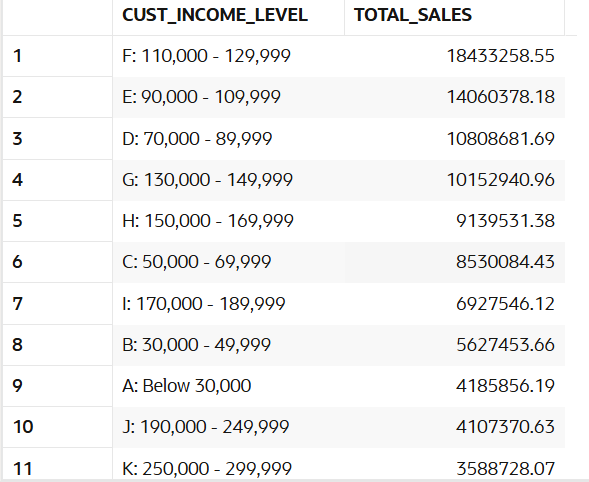 CUST_INCOME_LEVEL TOTAL_SALES
1 F: 110,000 - 129,999 18433258.55
2 E: 90,000 - 109,999 14060378.18
3 D: 70,000 - 89,999 10808681.69
4 G: 130,000 - 149,999 10152940.96
5 H: 150,000 - 169,999 9139531.38
6 C: 50,000 - 69,999 8530084.43
7 I: 170,000 - 189,999 6927546.12
8 B: 30,000 - 49,999 5627453.66
9 A: Below 30,000 4185856.19
10 J: 190,000 - 249,999 4107370.63
11 K: 250,000 - 299,999 3588728.07